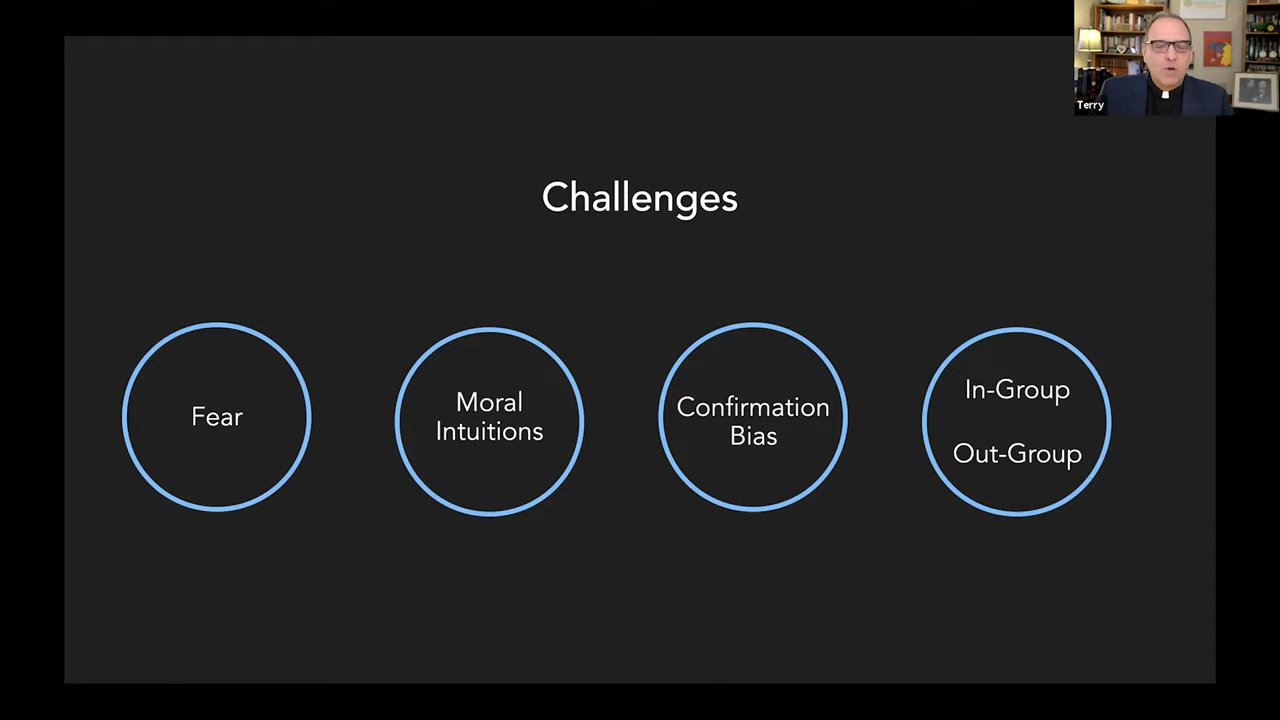 Terry
Challenges
Fear
Moral
Intuitions
Confirmation
Bias
In-Group
Out-Group